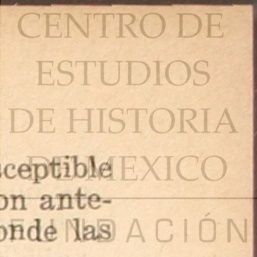 CENTRO DE
ESTUDIOS
DE HISTORIA
DE MEXICO
sceptible
on ante-
onde las
FUNDACIÓN